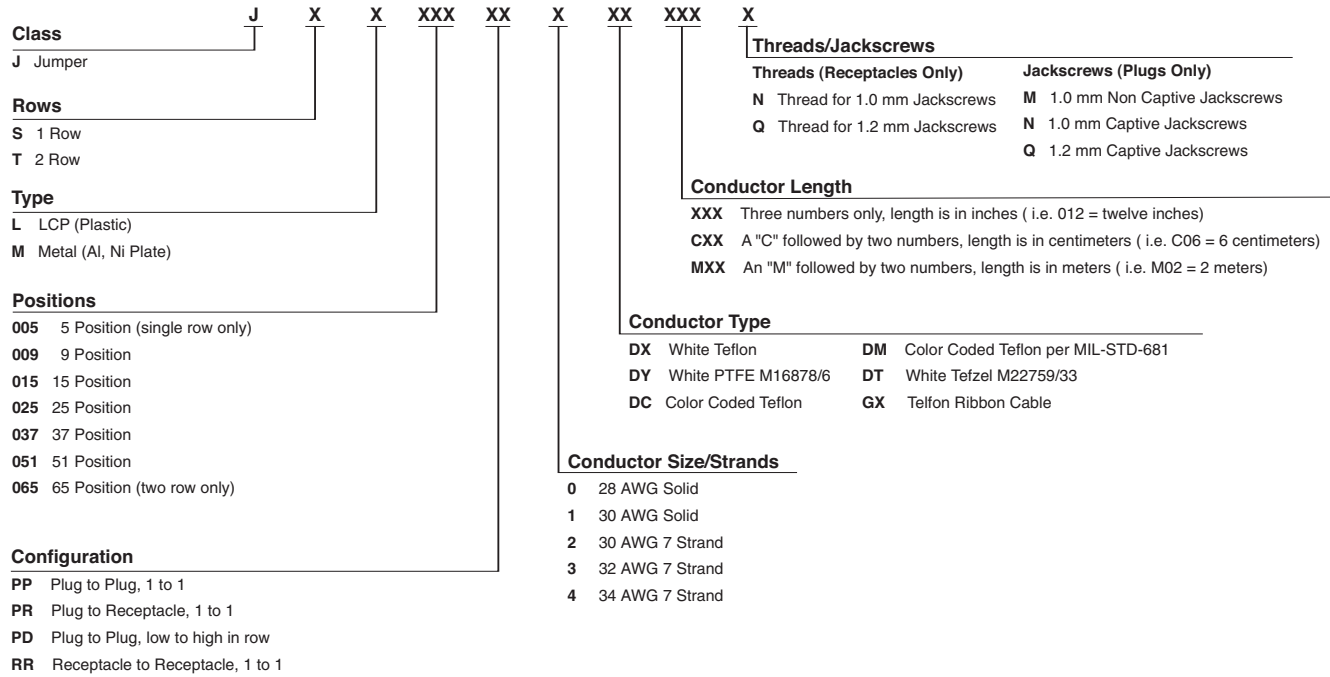 J X X XXX XX X XX XXX X
Class
J Jumper
Rows
S 1 Row
T 2 Row
Type
L LCP (Plastic)
M Metal (Al, Ni Plate)
Positions
005 5 Position (single row only)
009 9 Position
015 15 Position
025 25 Position
037 37 Position
051 51 Position
065 65 Position (two row only)
Configuration
PP Plug to Plug, 1 to 1
PR Plug to Receptacle, 1 to 1
PD Plug to Plug, low to high in row
RR Receptacle to Receptacle, 1 to 1
Threads/Jackscrews
Threads (Receptacles Only)
N Thread for 1.0 mm Jackscrews
Q Thread for 1.2 mm Jackscrews
Jackscrews (Plugs Only)
M 1.0 mm Non Captive Jackscrews
N 1.0 mm Captive Jackscrews
Q 1.2 mm Captive Jackscrews
Conductor Length
XXX Three numbers only, length is in inches ( i.e. 012 = twelve inches)
CXX A "C" followed by two numbers, length is in centimeters ( i.e. C06 = 6 centimeters)
MXX An "M" followed by two numbers, length is in meters ( i.e. M02 = 2 meters)
Conductor Type
DX White Teflon
DY White PTFE M16878/6
DC Color Coded Teflon
DM Color Coded Teflon per MIL-STD-681
DT White Tefzel M22759/33
GX Telfon Ribbon Cable
Conductor Size/Strands
0 28 AWG Solid
1 30 AWG Solid
2 30 AWG 7 Strand
3 32 AWG 7 Strand
4 34 AWG 7 Strand